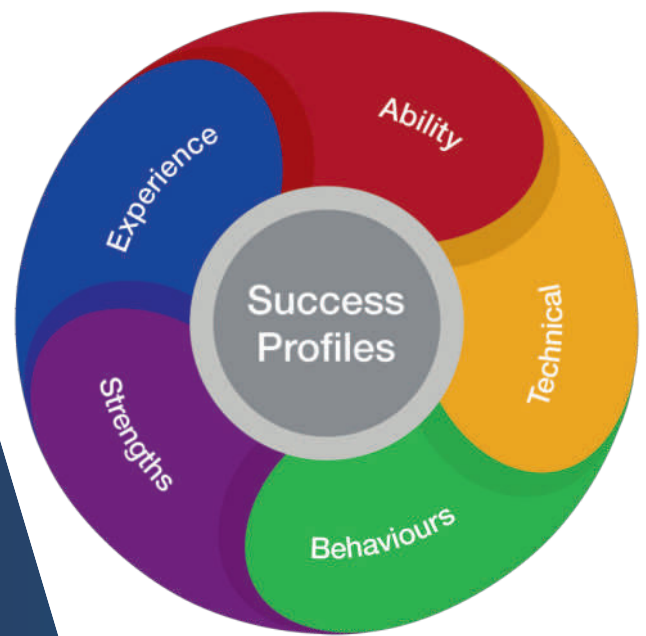 Success
Profiles
Ability
Technical
Behaviours
Strengths
Experience